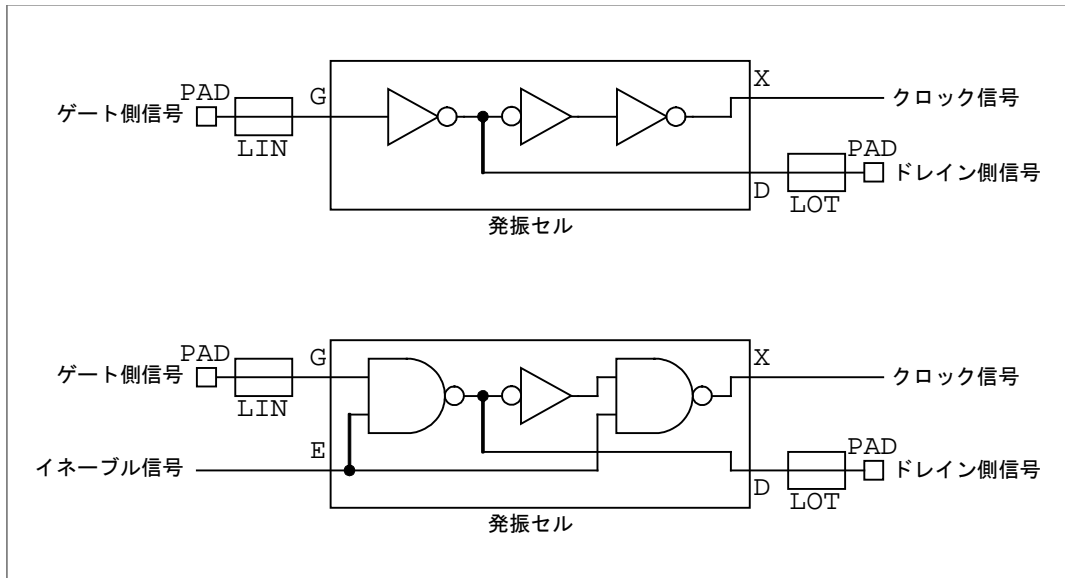 PAD
G
X
ゲート側信号
クロック信号
LIN
PAD
ドレイン側信号
D
LOT
発振セル
PAD
G
X
ゲート側信号
クロック信号
LIN
E
PAD
イネーブル信号
ドレイン側信号
D
LOT
発振セル